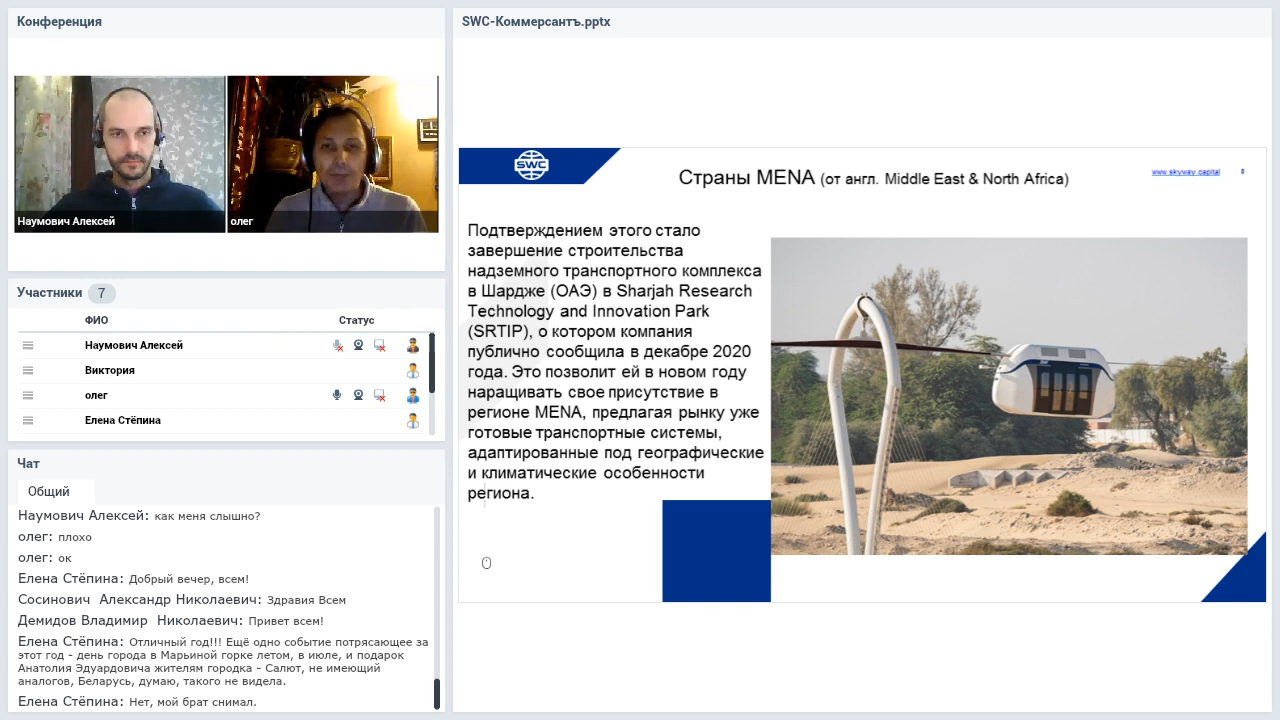 Конференция
Наумович Алексей
олег
Участники 7
ФИО Статус
Наумович Алексей
Виктория
олег
Елена Стёпина
Чат
Общий
Наумович Алексей: как меня слышно?
олег: плохо
олег: ок
Елена Стёпина: Добрый вечер, всем!
Сосинович Александр Николаевич: Здравия Всем
Демидов Владимир Николаевич: Привет всем!
Елена Стёпина: Отличный год!!! Ещё одно событие потрясающее за
этот год - день города в Марьиной горке летом, в июле, и подарок
Анатолия Эдуардовича жителям городка - Салют, не имеющий
аналогов, Беларусь, думаю, такого не видела.
Елена Стёпина: Нет, мой брат снимал.
SWC-Коммерсантъ.pptx
SWC
Страны MENA (от англ. Middle East & North Africa)
www.skyway.capital
Подтверждением этого стало
завершение строительства
надземного транспортного комплекса
в Шардже (ОАЭ) в Sharjah Research
Technology and Innovation Park
(SRTIP), о котором компания
публично сообщила в декабре 2020
года. Это позволит ей в новом году
наращивать свое присутствие в
регионе MENA, предлагая рынку уже
готовые транспортные системы,
адаптированные под географические
и климатические особенности
региона.